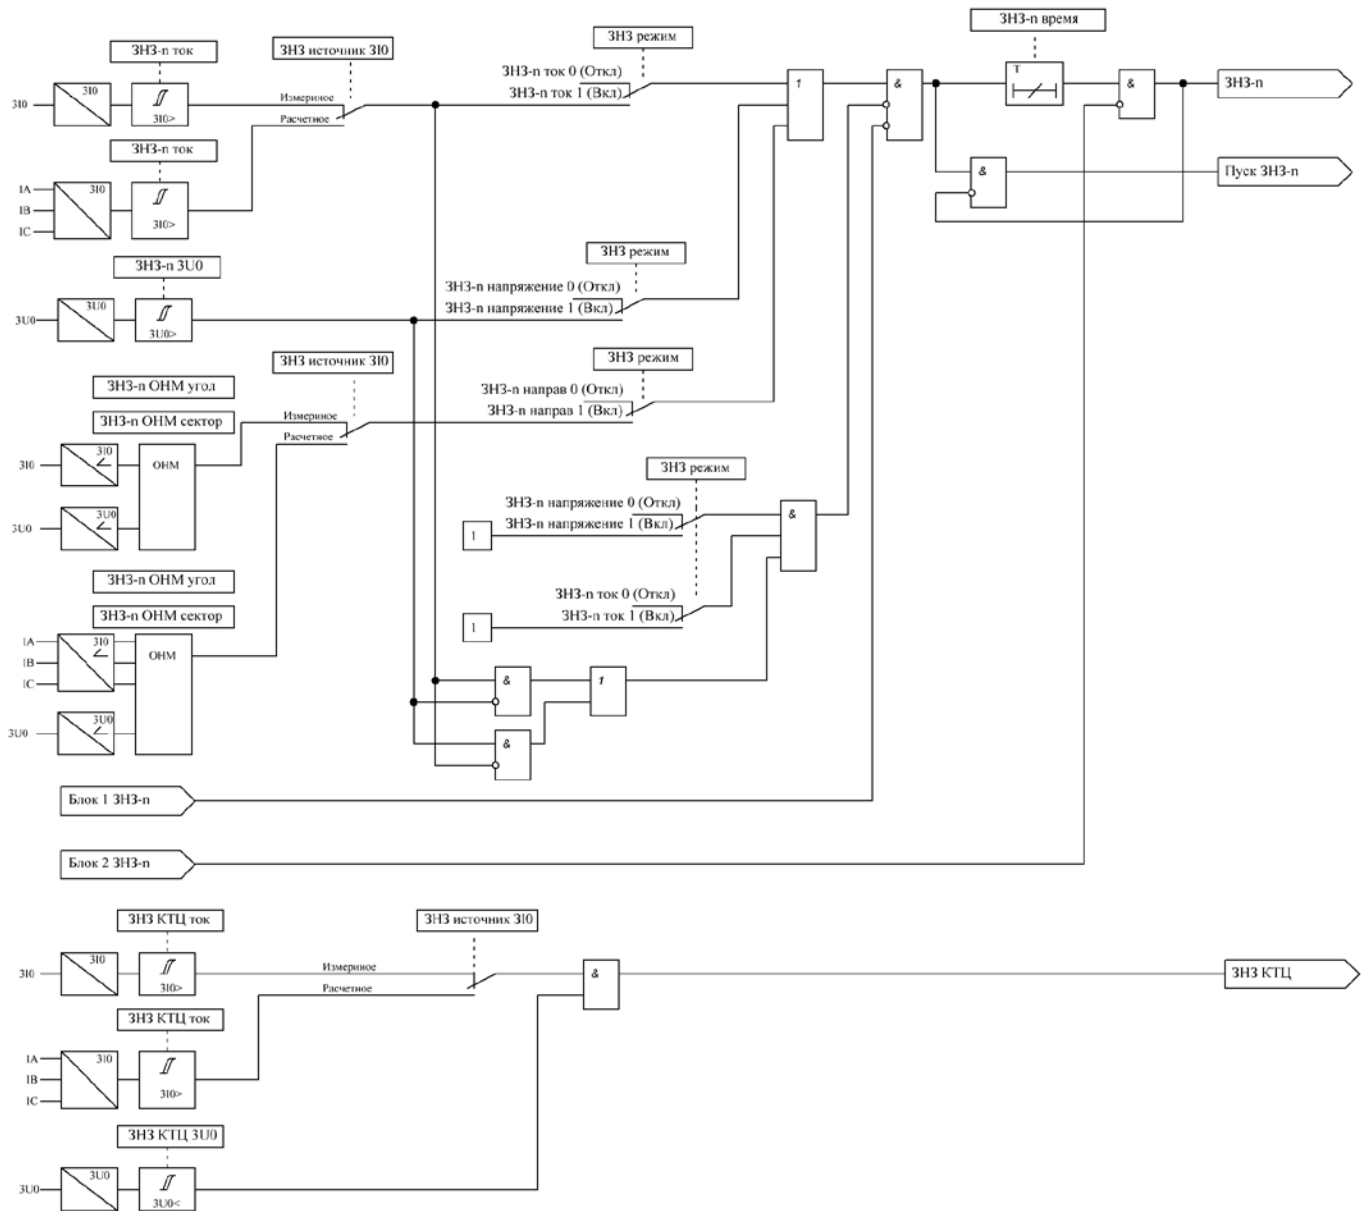 ЗНЗ-n время
ЗНЗ режим
ЗНЗ-n ток
ЗНЗ источник 3I0
ЗНЗ-n ток 0 (Откл)
ЗНЗ-n ток 1 (Вкл)
3I0
3I0
3I0>
Измериное
Расчетное
1
&
T
&
ЗНЗ-n
ЗНЗ-n ток
IA
IB
IC
3I0
3I0>
&
Пуск ЗНЗ-n
ЗНЗ-n 3U0
ЗНЗ режим
ЗНЗ-n напряжение 0 (Откл)
ЗНЗ-n напряжение 1 (Вкл)
3U0
3U0
3U0>
ЗНЗ источник 3I0
ЗНЗ режим
ЗНЗ-n ОНМ угол
ЗНЗ-n направ 0 (Откл)
ЗНЗ-n направ 1 (Вкл)
ЗНЗ-n ОНМ сектор
Измериное
Расчетное
3I0
3I0
ОНМ
3U0
3U0
ЗНЗ режим
ЗНЗ-n напряжение 0 (Откл)
ЗНЗ-n напряжение 1 (Вкл)
1
&
ЗНЗ-n ОНМ угол
ЗНЗ-n ток 0 (Откл)
ЗНЗ-n ток 1 (Вкл)
1
ЗНЗ-n ОНМ сектор
IA
IB
IC
3I0
ОНМ
3U0
3U0
&
1
&
Блок 1 ЗНЗ-n
Блок 2 ЗНЗ-n
ЗНЗ КТЦ ток
ЗНЗ источник 3I0
3I0
3I0
3I0>
Измериное
Расчетное
&
ЗНЗ КТЦ
ЗНЗ КТЦ ток
IA
IB
IC
3I0
3I0>
ЗНЗ КТЦ 3U0
3U0
3U0
3U0<